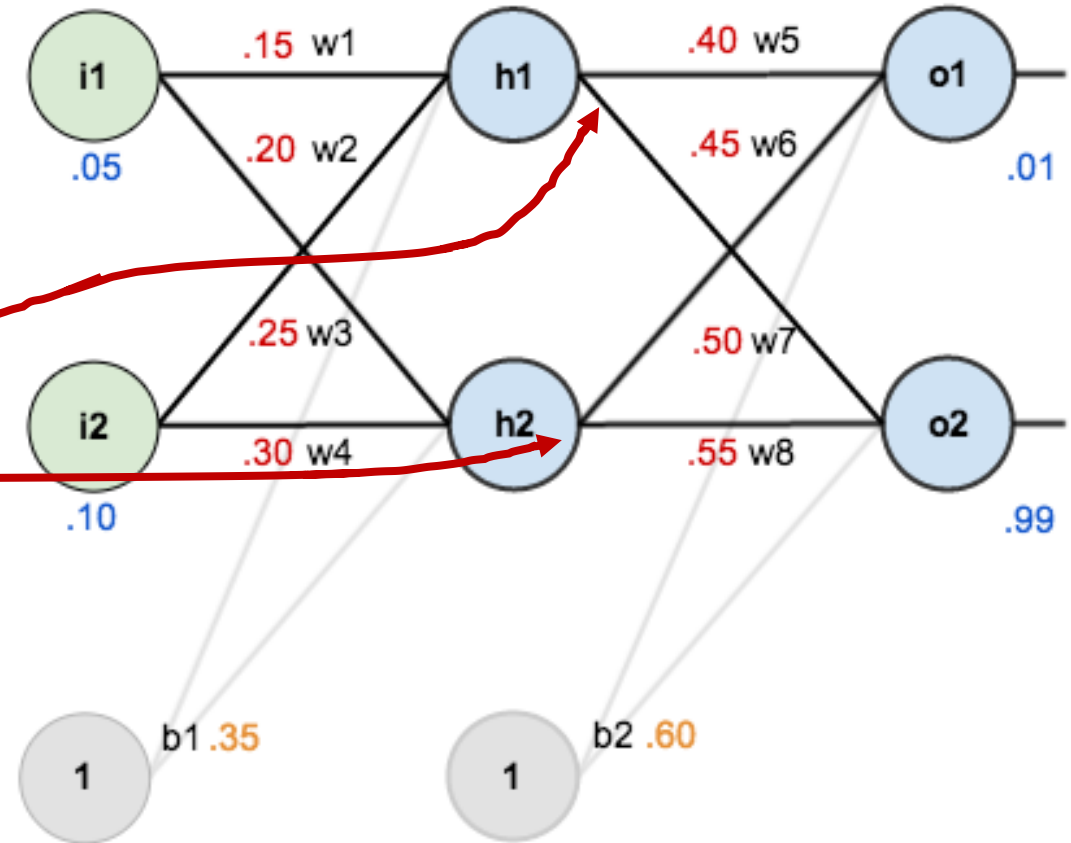 i1 .15 w1 h1 .40 w5 o1
.05 .20 w2 .45 w6 .01
.25 w3 .50 w7
i2 .30 w4 h2 .55 w8 o2
.10 .99
b1 .35 b2 .60
1 1